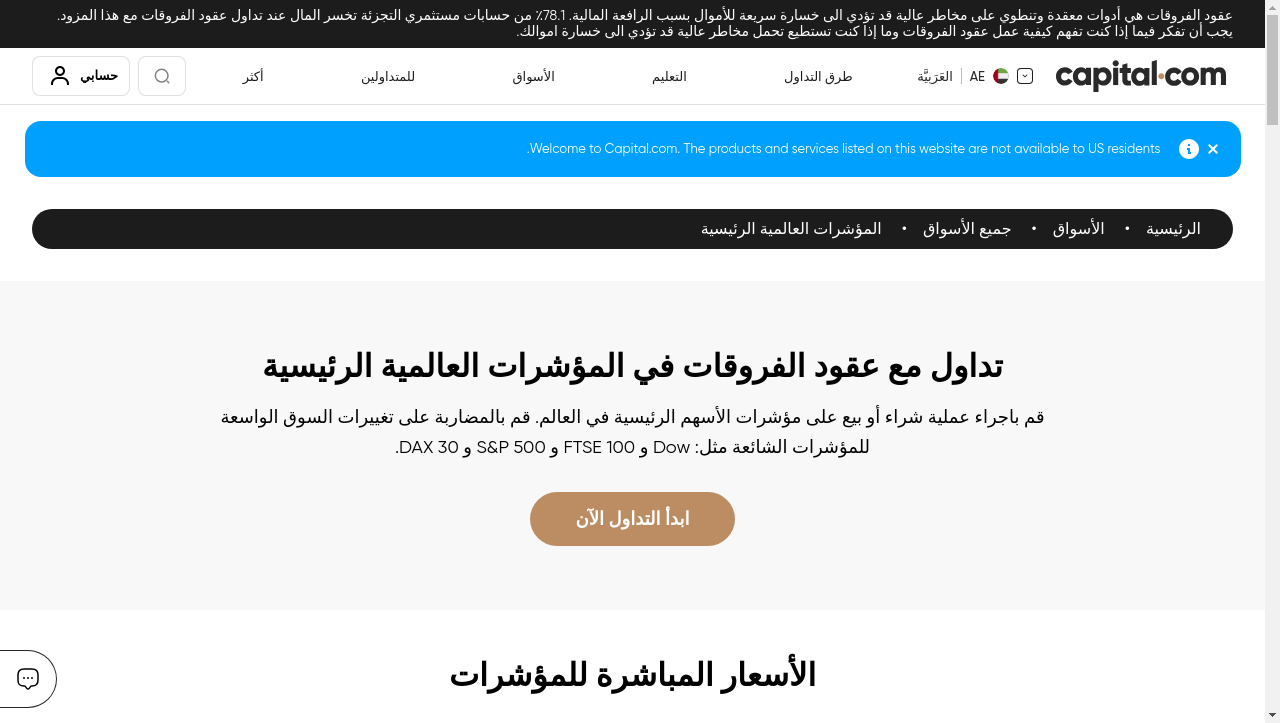 عقود الفروقات هي أدوات معقدة وتنطوي على مخاطر عالية قد تؤدي الى خسارة سريعة للأموال بسبب الرافعة المالية. 78.1٪ من حسابات مستثمري التجزئة تخسر المال عند تداول عقود الفروقات مع هذا المزود.
يجب أن تفكر فيما إذا كنت تفهم كيفية عمل عقود الفروقات وما إذا كنت تستطيع تحمل مخاطر عالية قد تؤدي الى خسارة اموالك.
capital.com
AE | العَرَبيَّة
طرق التداول
التعليم
الأسواق
للمتداولين
أكثر
حسابي
Welcome to Capital.com. The products and services listed on this website are not available to US residents.
الرئيسية • الأسواق • جميع الأسواق • المؤشرات العالمية الرئيسية
تداول مع عقود الفروقات في المؤشرات العالمية الرئيسية
قم باجراء عملية شراء أو بيع على مؤشرات الأسهم الرئيسية في العالم. قم بالمضاربة على تغييرات السوق الواسعة
للمؤشرات الشائعة مثل: Dow و FTSE 100 و S&P 500 و DAX 30.
ابدأ التداول الآن
الأسعار المباشرة للمؤشرات